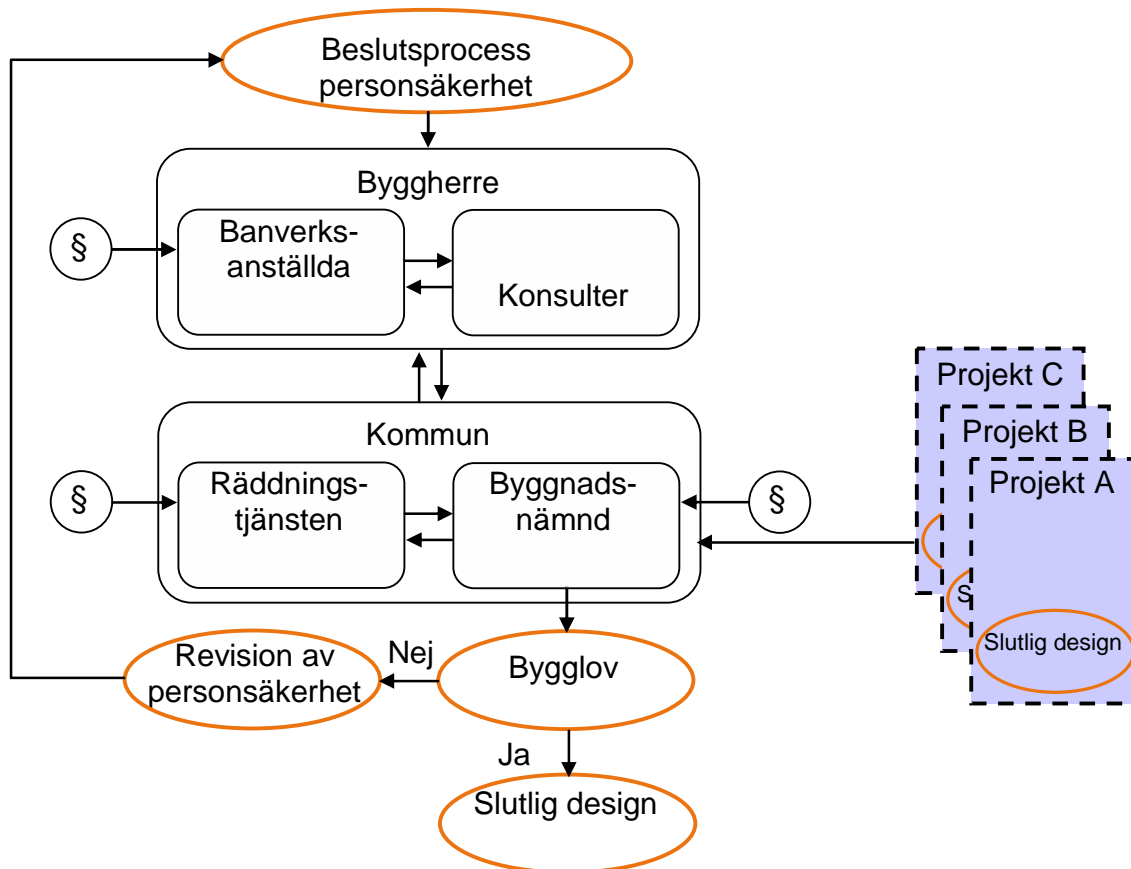 Beslutsprocess
personsäkerhet
Byggherre
§
Banverks-
anställda
Konsulter
Kommun
§
Räddnings-
tjänsten
Byggnads-
nämnd
§
Projekt C
Projekt B
Projekt A
S
Slutlig design
Revision av
personsäkerhet
Nej
Bygglov
Ja
Slutlig design